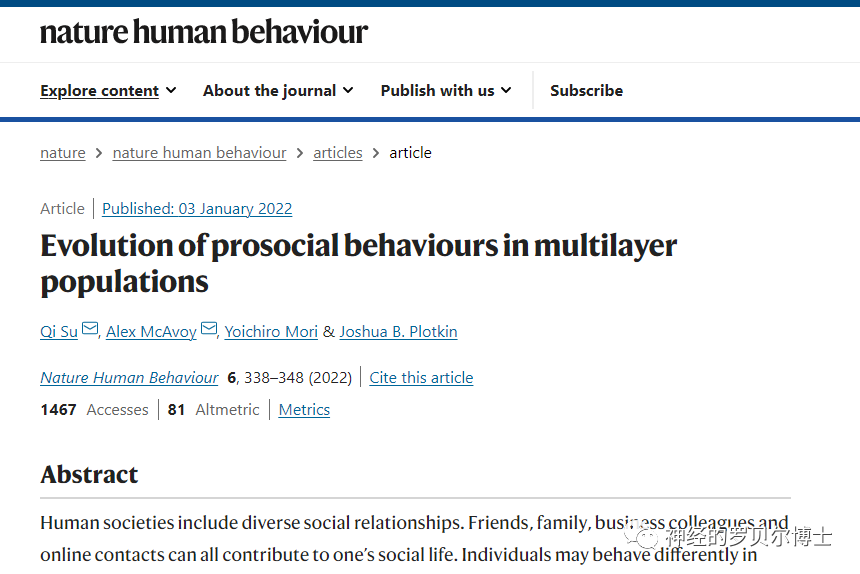 nature human behaviour
Explore content About the journal Publish with us Subscribe
nature > nature human behaviour > articles > article
Article | Published: 03 January 2022
Evolution of prosocial behaviours in multilayer
populations
Qi Su, Alex McAvoy, Yoichiro Mori & Joshua B. Plotkin
Nature Human Behaviour 6, 338–348 (2022) | Cite this article
1467 Accesses | 81 Altmetric | Metrics
Abstract
Human societies include diverse social relationships. Friends, family, business colleagues and
神经的罗贝尔博士
online contacts can all contribute to one’s social life. Individuals may behave differently in